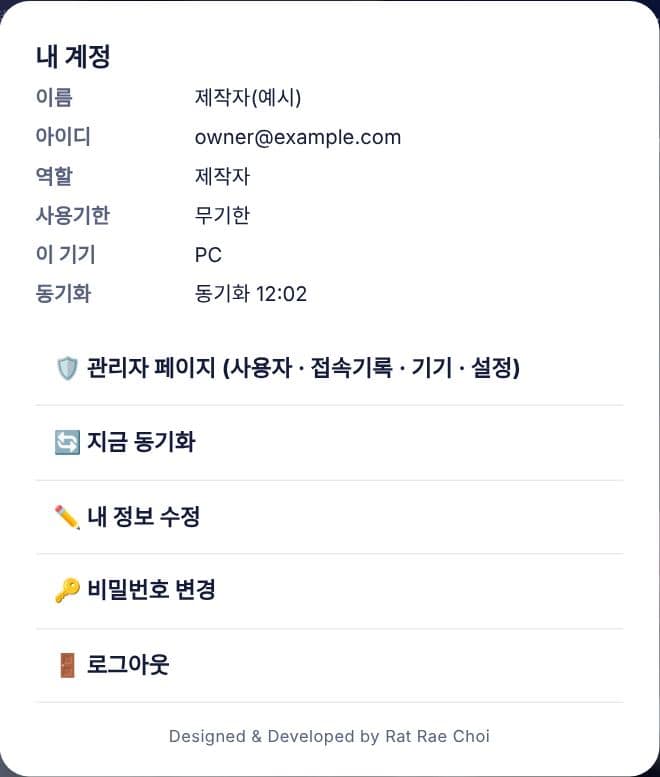 내 계정
이름 제작자(예시)
아이디 owner@example.com
역할 제작자
사용기한 무기한
이 기기 PC
동기화 동기화 12:02
🛡️ 관리자 페이지 (사용자 · 접속기록 · 기기 · 설정)
🔄 지금 동기화
✏️ 내 정보 수정
🔑 비밀번호 변경
🚪 로그아웃
Designed & Developed by Rat Rae Choi